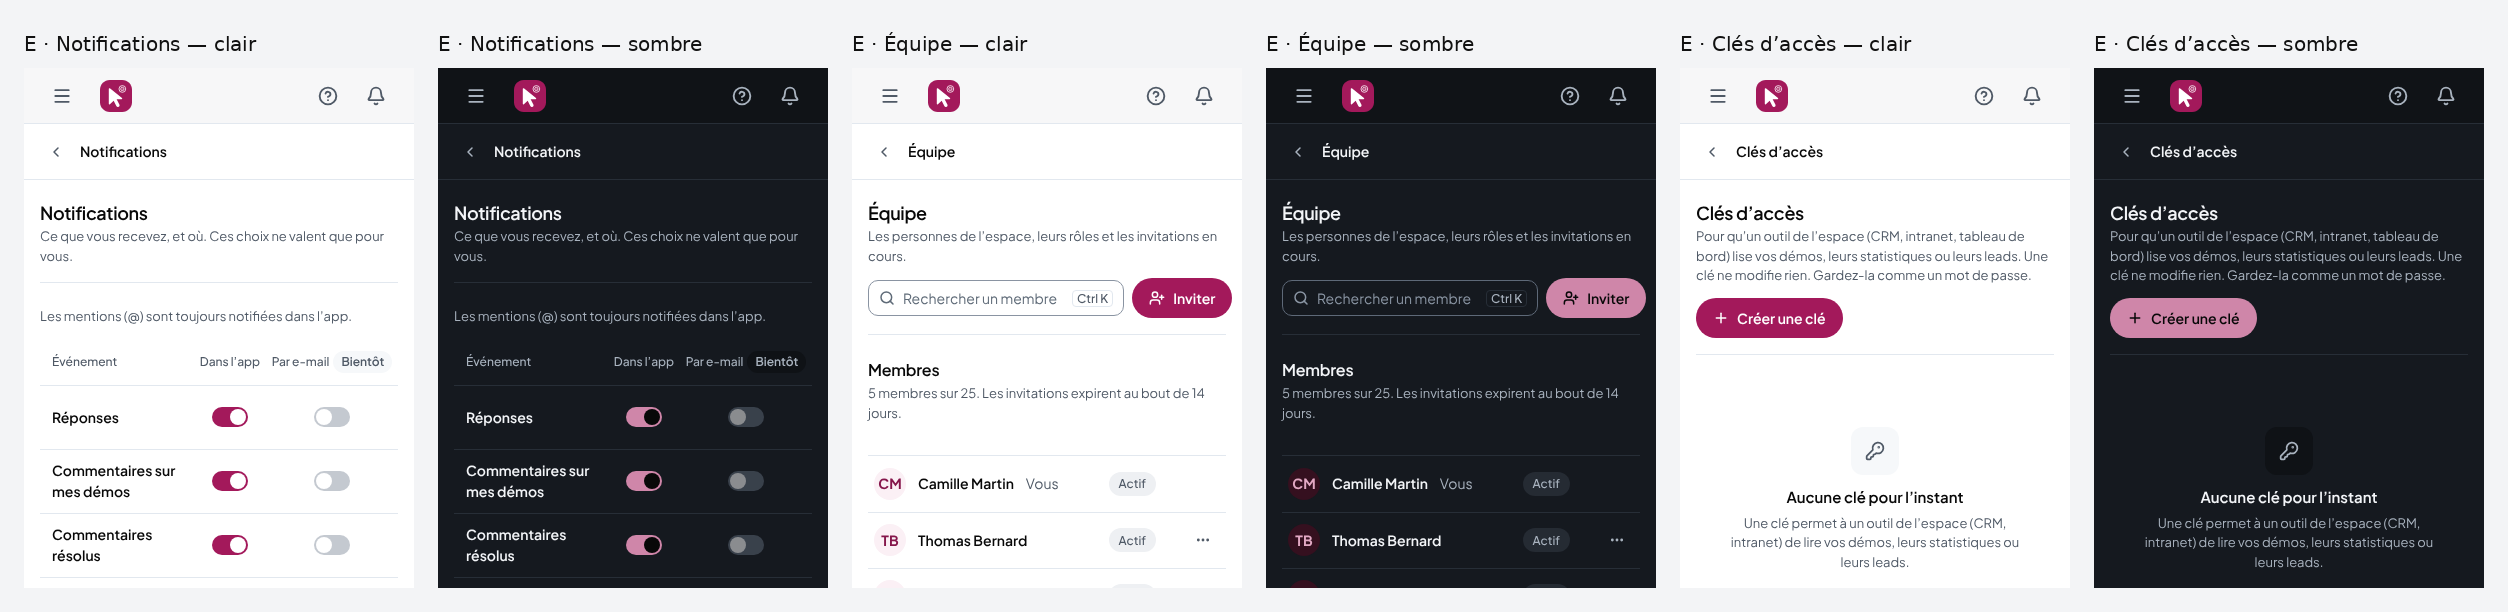 E · Notifications — clair
Notifications
Notifications
Ce que vous recevez, et où. Ces choix ne valent que pour
vous.
Les mentions (@) sont toujours notifiées dans l’app.
Événement Dans l’app Par e-mail Bientôt
Réponses
Commentaires sur
mes démos
Commentaires
résolus
E · Notifications — sombre
Notifications
Notifications
Ce que vous recevez, et où. Ces choix ne valent que pour
vous.
Les mentions (@) sont toujours notifiées dans l’app.
Événement Dans l’app Par e-mail Bientôt
Réponses
Commentaires sur
mes démos
Commentaires
résolus
E · Équipe — clair
Équipe
Équipe
Les personnes de l’espace, leurs rôles et les invitations en
cours.
Rechercher un membre Ctrl K Inviter
Membres
5 membres sur 25. Les invitations expirent au bout de 14
jours.
CM Camille Martin Vous Actif
TB Thomas Bernard Actif
E · Équipe — sombre
Équipe
Équipe
Les personnes de l’espace, leurs rôles et les invitations en
cours.
Rechercher un membre Ctrl K Inviter
Membres
5 membres sur 25. Les invitations expirent au bout de 14
jours.
CM Camille Martin Vous Actif
TB Thomas Bernard Actif
E · Clés d’accès — clair
Clés d’accès
Clés d’accès
Pour qu’un outil de l’espace (CRM, intranet, tableau de
bord) lise vos démos, leurs statistiques ou leurs leads. Une
clé ne modifie rien. Gardez-la comme un mot de passe.
Créer une clé
Aucune clé pour l’instant
Une clé permet à un outil de l’espace (CRM,
intranet) de lire vos démos, leurs statistiques ou
leurs leads.
E · Clés d’accès — sombre
Clés d’accès
Clés d’accès
Pour qu’un outil de l’espace (CRM, intranet, tableau de
bord) lise vos démos, leurs statistiques ou leurs leads. Une
clé ne modifie rien. Gardez-la comme un mot de passe.
Créer une clé
Aucune clé pour l’instant
Une clé permet à un outil de l’espace (CRM,
intranet) de lire vos démos, leurs statistiques ou
leurs leads.